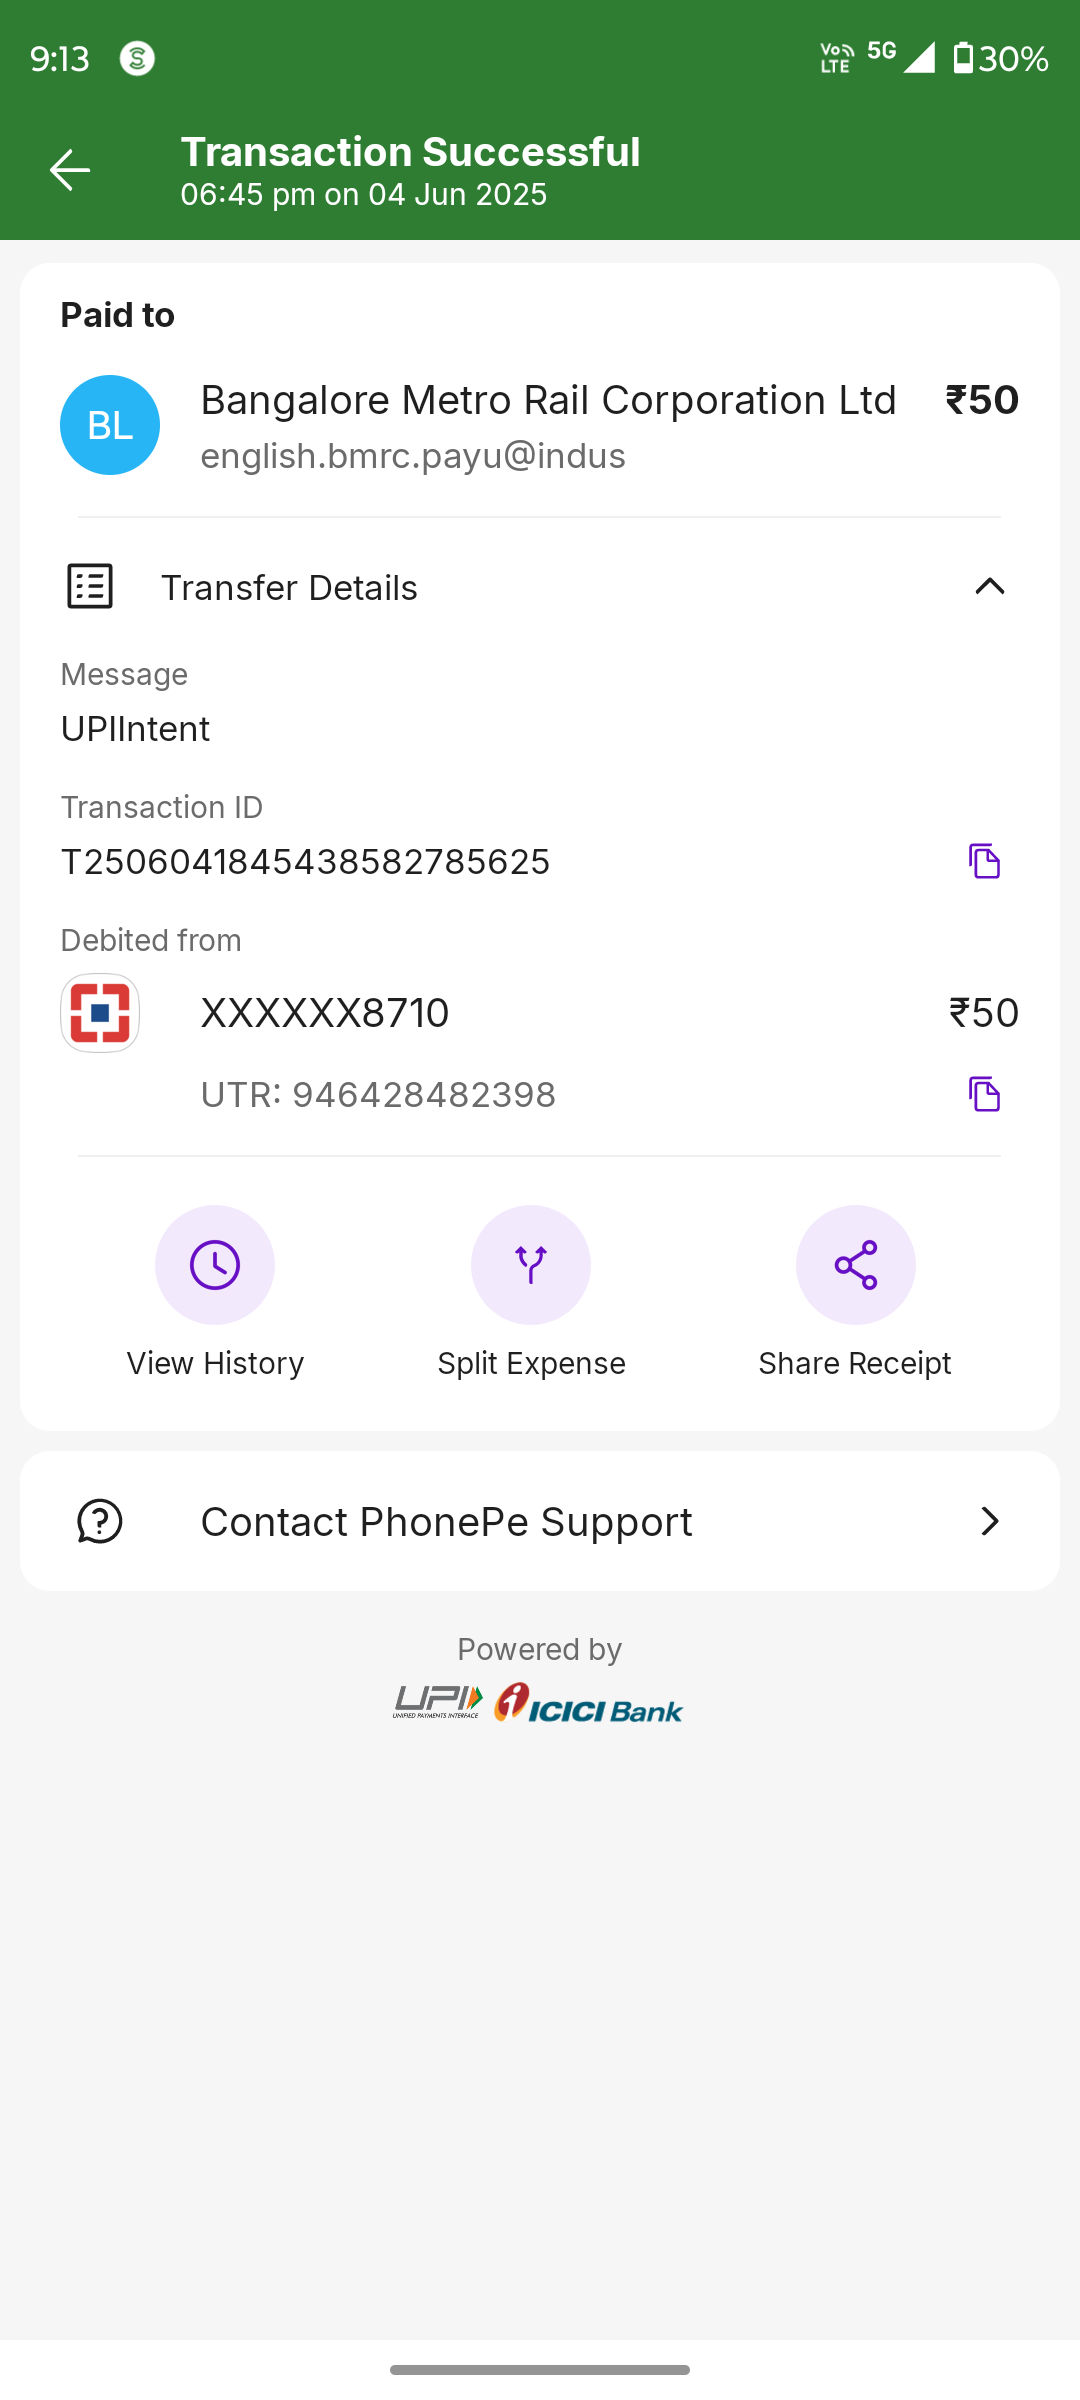 9:13
Vo LTE 5G 30%
Transaction Successful
06:45 pm on 04 Jun 2025
Paid to
BL
Bangalore Metro Rail Corporation Ltd ₹50
english.bmrc.payu@indus
Transfer Details
Message
UPIIntent
Transaction ID
T2506041845438582785625
Debited from
XXXXXX8710 ₹50
UTR: 946428482398
View History Split Expense Share Receipt
Contact PhonePe Support
Powered by
UPI ICICI Bank
UNIFIED PAYMENTS INTERFACE